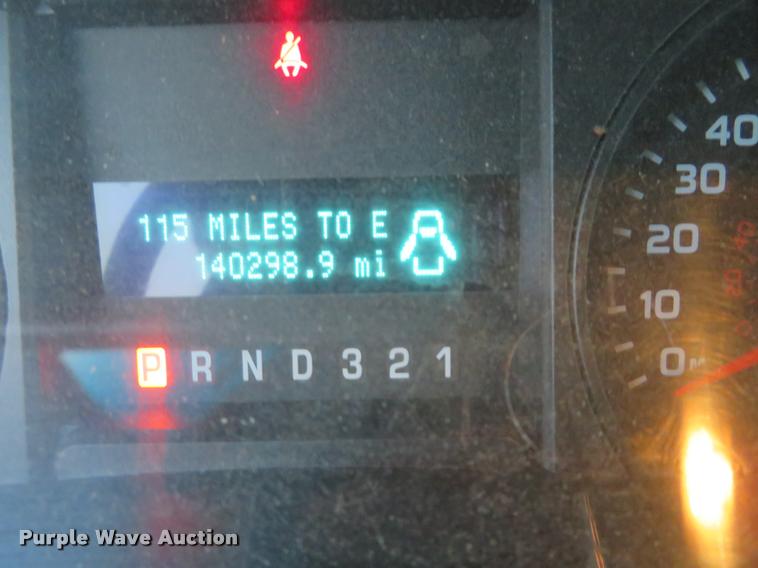 115 MILES TO E
140298.9 mi
P R N D 3 2 1
40
30
20
10
0
Purple Wave Auction